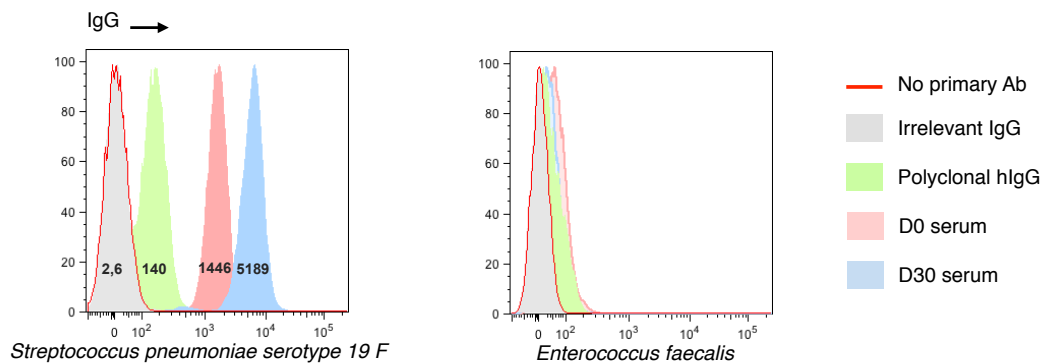 IgG
100
80
60
40
20
0
2,6
140
1446
5189
0 10² 10³ 10⁴ 10⁵
Streptococcus pneumoniae serotype 19 F
100
80
60
40
20
0
0 10² 10³ 10⁴ 10⁵
Enterococcus faecalis
No primary Ab
Irrelevant IgG
Polyclonal hIgG
D0 serum
D30 serum